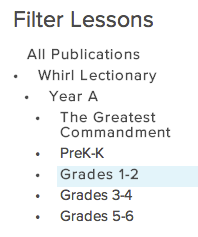 Filter Lessons
All Publications
• Whirl Lectionary
• Year A
• The Greatest
Commandment
• PreK-K
• Grades 1-2
• Grades 3-4
• Grades 5-6